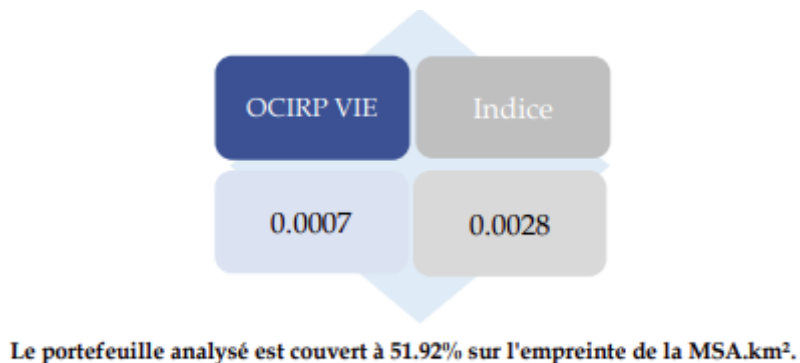 OCIRP VIE Indice
0.0007 0.0028
Le portefeuille analysé est couvert à 51.92% sur l'empreinte de la MSA.km².